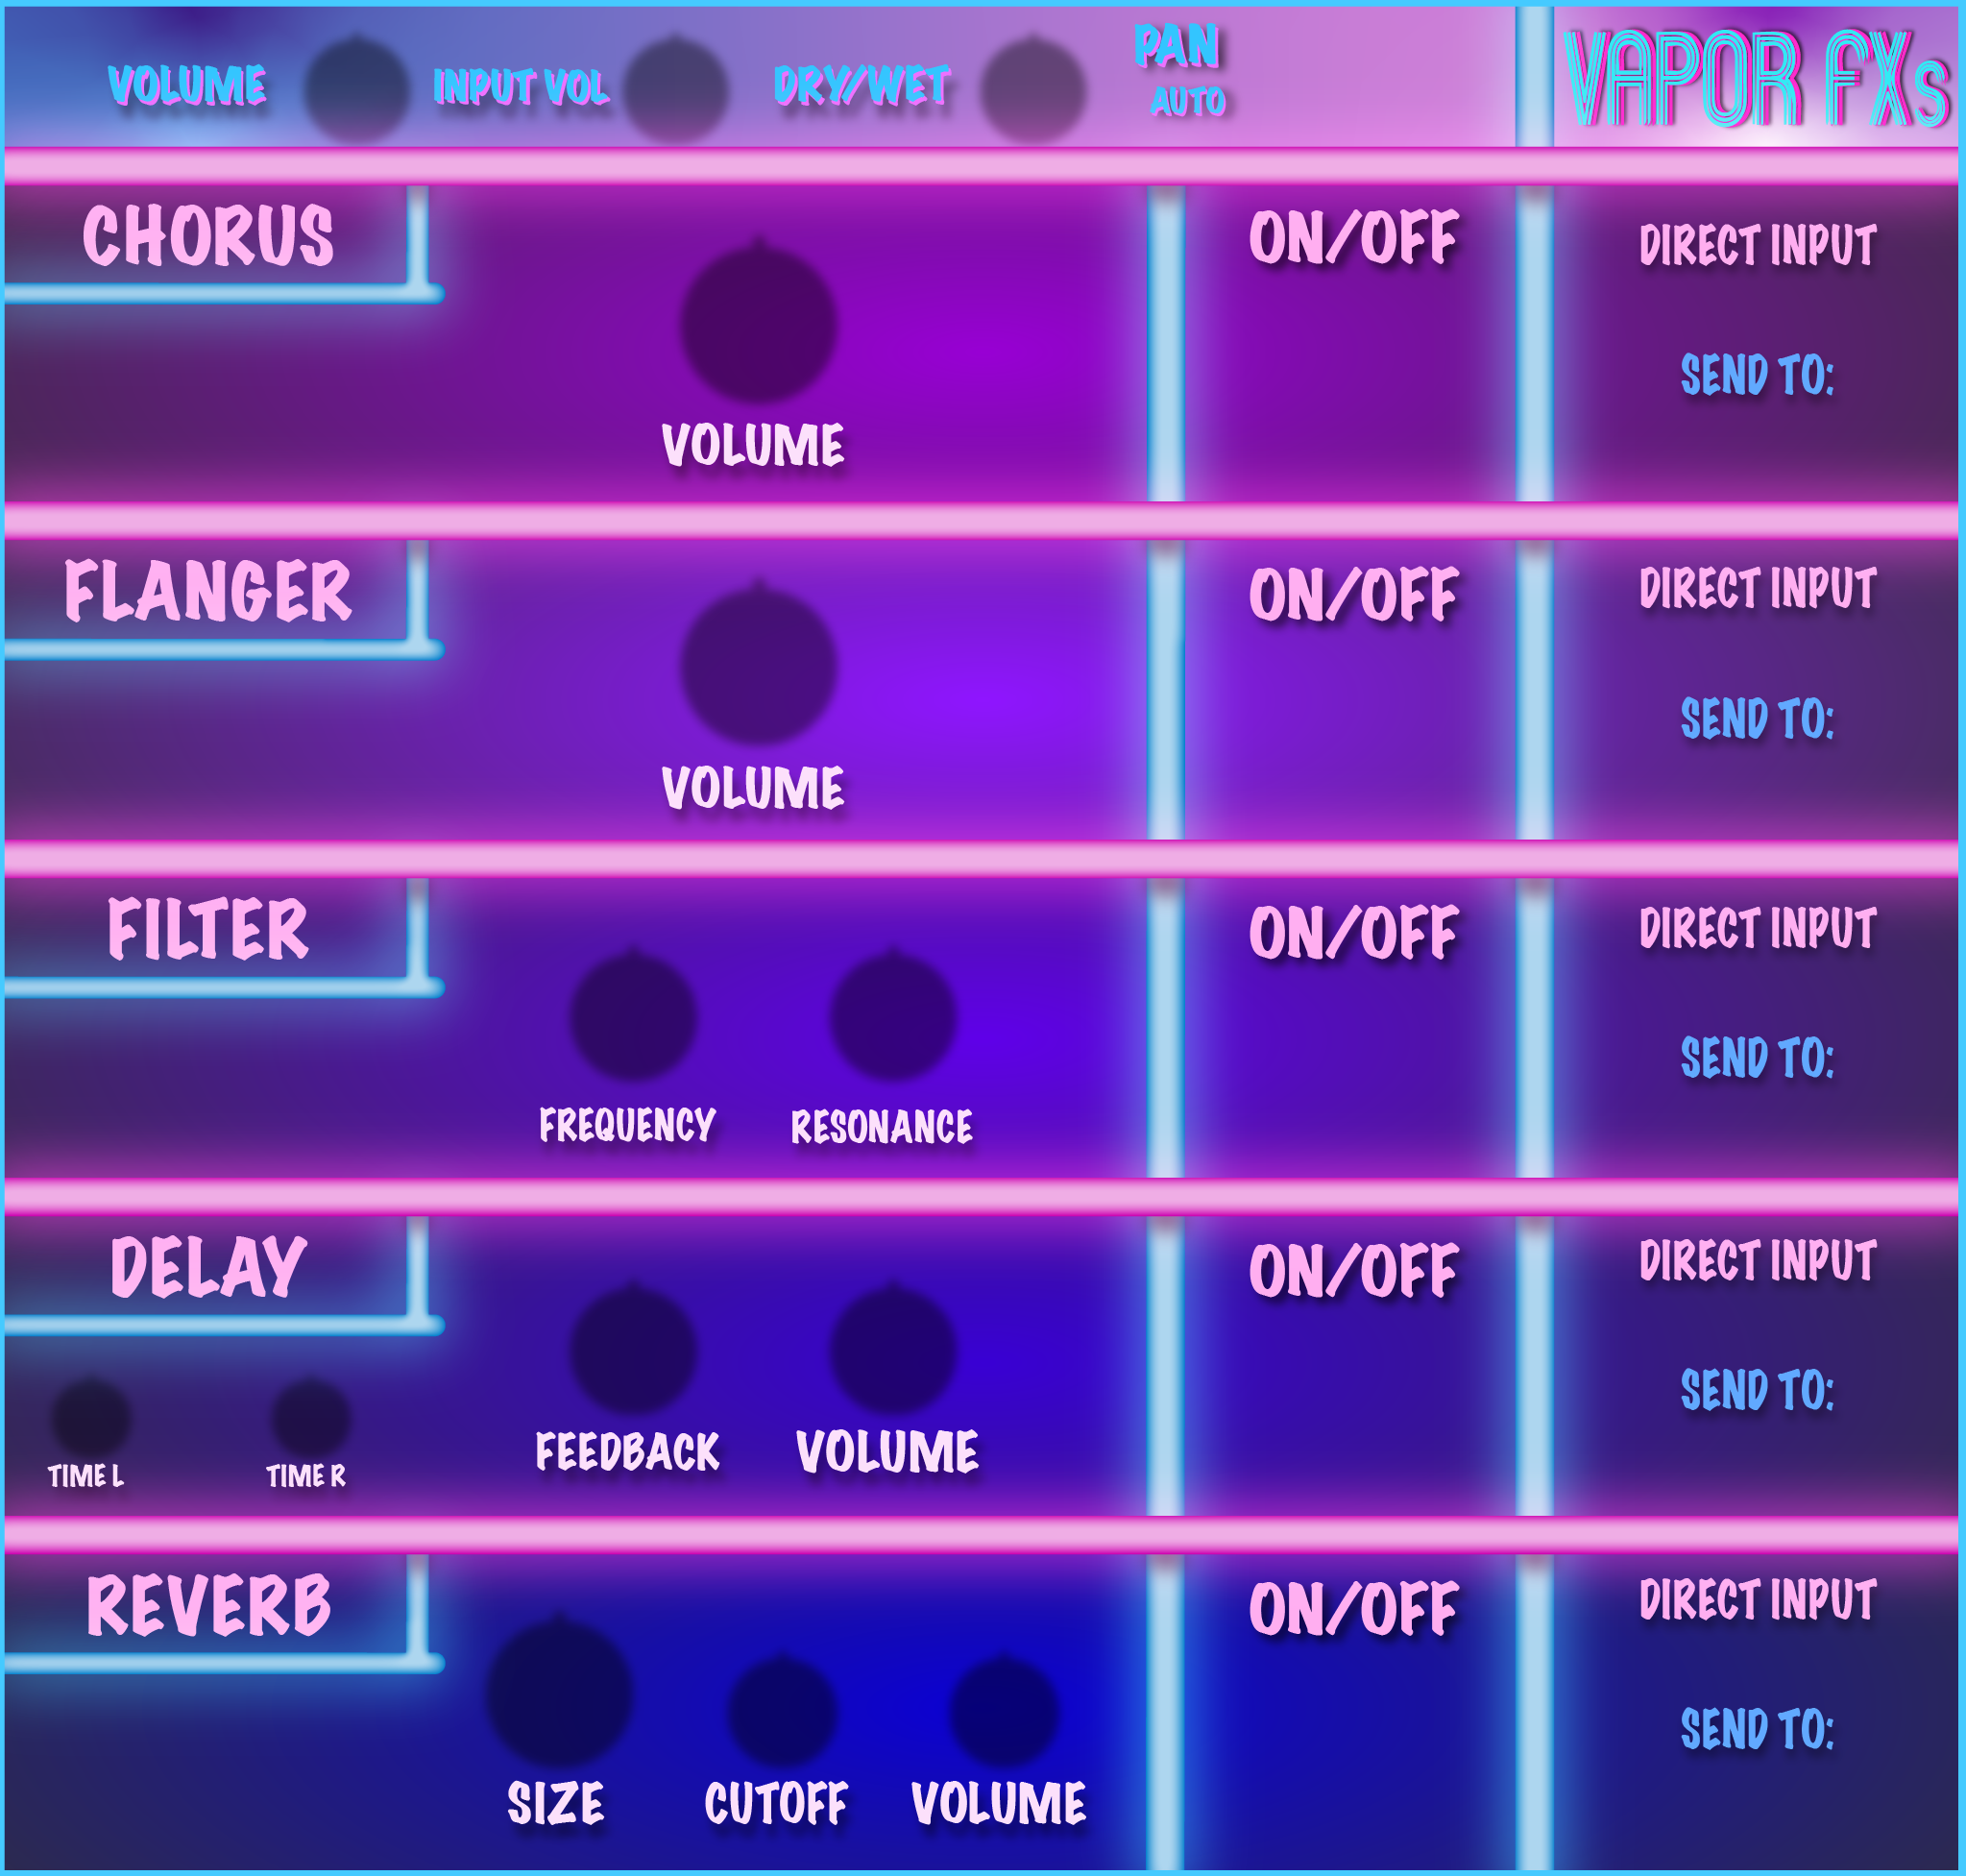 VOLUME INPUT VOL DRY/WET PAN
AUTO
VAPOR FXs
CHORUS
ON/OFF
DIRECT INPUT
SEND TO:
VOLUME
FLANGER
ON/OFF
DIRECT INPUT
SEND TO:
VOLUME
FILTER
ON/OFF
DIRECT INPUT
SEND TO:
FREQUENCY RESONANCE
DELAY
ON/OFF
DIRECT INPUT
SEND TO:
TIME L TIME R
FEEDBACK VOLUME
REVERB
ON/OFF
DIRECT INPUT
SEND TO:
SIZE CUTOFF VOLUME